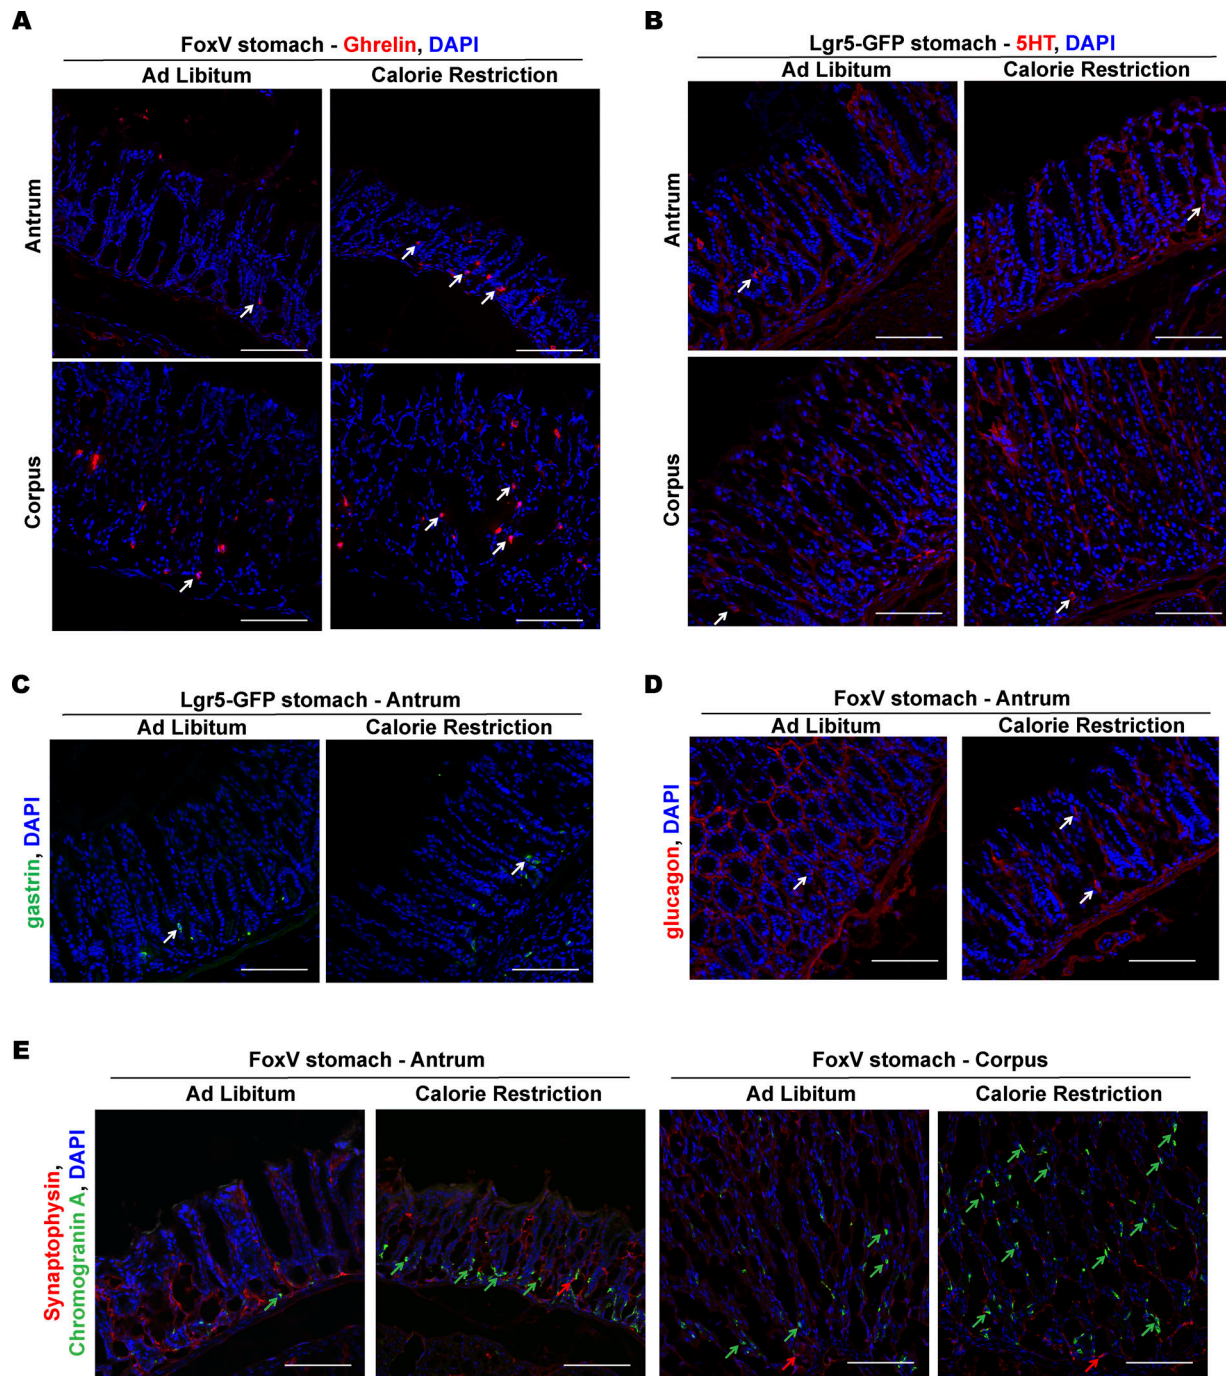 A
FoxV stomach - Ghrelin, DAPI
Ad Libitum
Calorie Restriction
Antrum
Corpus
B
Lgr5-GFP stomach - 5HT, DAPI
Ad Libitum
Calorie Restriction
Antrum
Corpus
C
Lgr5-GFP stomach - Antrum
Ad Libitum
Calorie Restriction
gastrin, DAPI
D
FoxV stomach - Antrum
Ad Libitum
Calorie Restriction
glucagon, DAPI
E
FoxV stomach - Antrum
Ad Libitum
Calorie Restriction
FoxV stomach - Corpus
Ad Libitum
Calorie Restriction
Synaptophysin,
Chromogranin A, DAPI